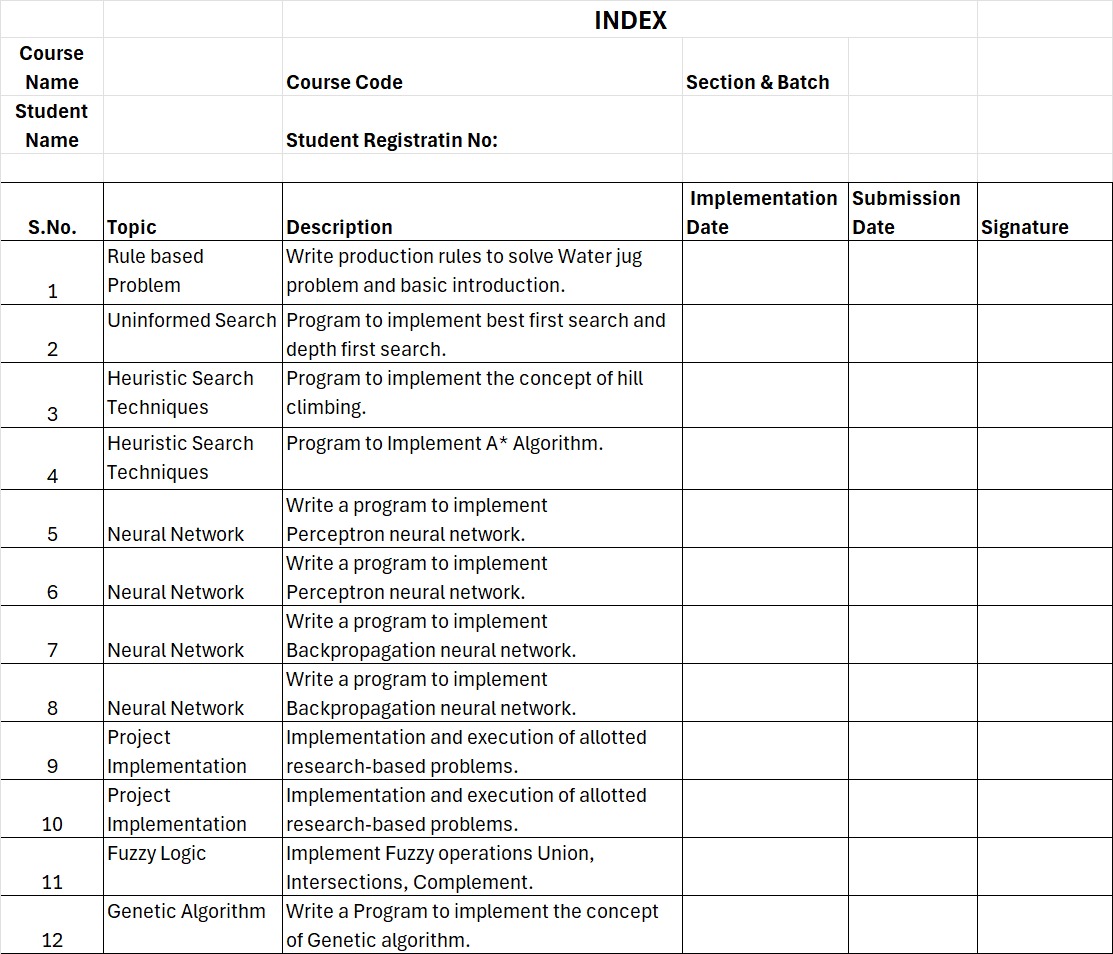 INDEX
Course
Name
Course Code
Section & Batch
Student
Name
Student Registratin No:
S.No.
Topic
Description
Implementation
Date
Submission
Date
Signature
1
Rule based
Problem
Write production rules to solve Water jug
problem and basic introduction.
2
Uninformed Search
Program to implement best first search and
depth first search.
3
Heuristic Search
Techniques
Program to implement the concept of hill
climbing.
4
Heuristic Search
Techniques
Program to Implement A* Algorithm.
5
Neural Network
Write a program to implement
Perceptron neural network.
6
Neural Network
Write a program to implement
Perceptron neural network.
7
Neural Network
Write a program to implement
Backpropagation neural network.
8
Neural Network
Write a program to implement
Backpropagation neural network.
9
Project
Implementation
Implementation and execution of allotted
research-based problems.
10
Project
Implementation
Implementation and execution of allotted
research-based problems.
11
Fuzzy Logic
Implement Fuzzy operations Union,
Intersections, Complement.
12
Genetic Algorithm
Write a Program to implement the concept
of Genetic algorithm.